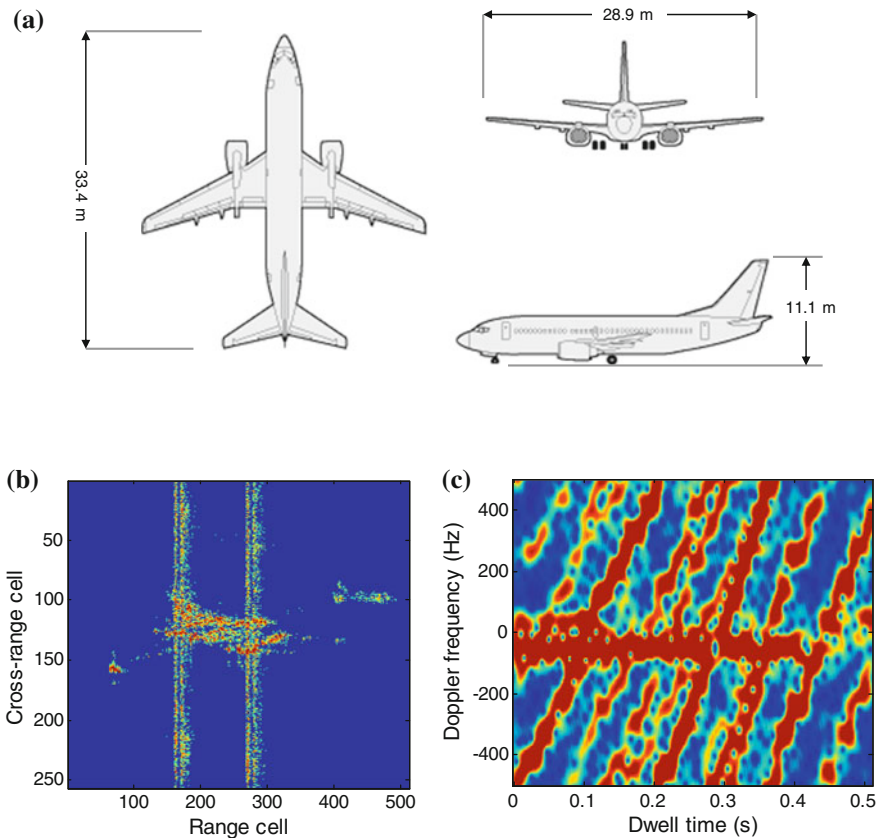 (a)
28.9 m
33.4 m
11.1 m
(b)
50
100
150
200
250
Cross-range cell
100
200
300
400
500
Range cell
(c)
400
200
0
-200
-400
Doppler frequency (Hz)
0
0.1
0.2
0.3
0.4
0.5
Dwell time (s)